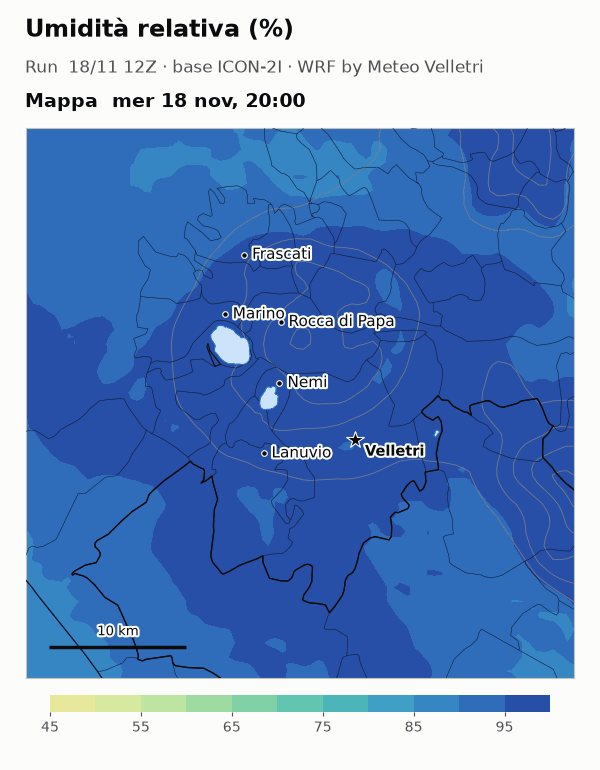 Umidità relativa (%)
Run  18/11 12Z · base ICON-2I · WRF by Meteo Velletri
Mappa  mer 18 nov, 20:00
Frascati
Marino
Rocca di Papa
Nemi
Velletri
Lanuvio
10 km
45 55 65 75 85 95